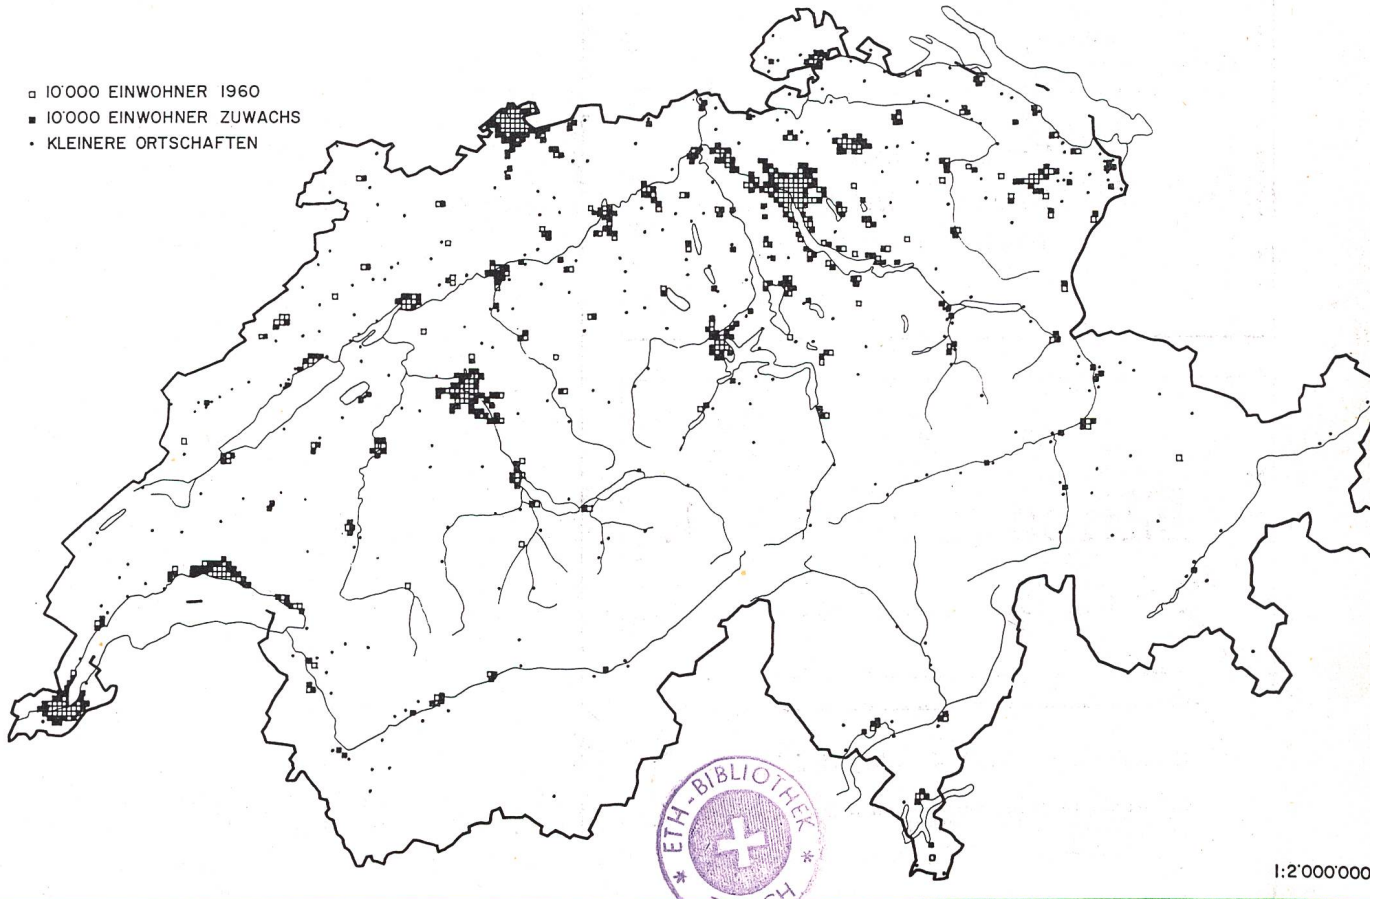 10'000 EINWOHNER 1960
10'000 EINWOHNER ZUWACHS
KLEINERE ORTSCHAFTEN
ETH-BIBLIOTHEK
1:2'000'000